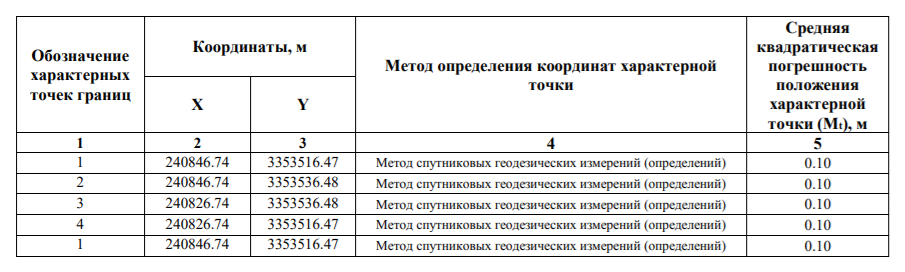 Обозначение характерных точек границ
Координаты, м
Метод определения координат характерной точки
Средняя квадратическая погрешность положения характерной точки (Mt), м
X Y
1 2 3 4 5
1 240846.74 3353516.47 Метод спутниковых геодезических измерений (определений) 0.10
2 240846.74 3353536.48 Метод спутниковых геодезических измерений (определений) 0.10
3 240826.74 3353536.48 Метод спутниковых геодезических измерений (определений) 0.10
4 240826.74 3353516.47 Метод спутниковых геодезических измерений (определений) 0.10
1 240846.74 3353516.47 Метод спутниковых геодезических измерений (определений) 0.10